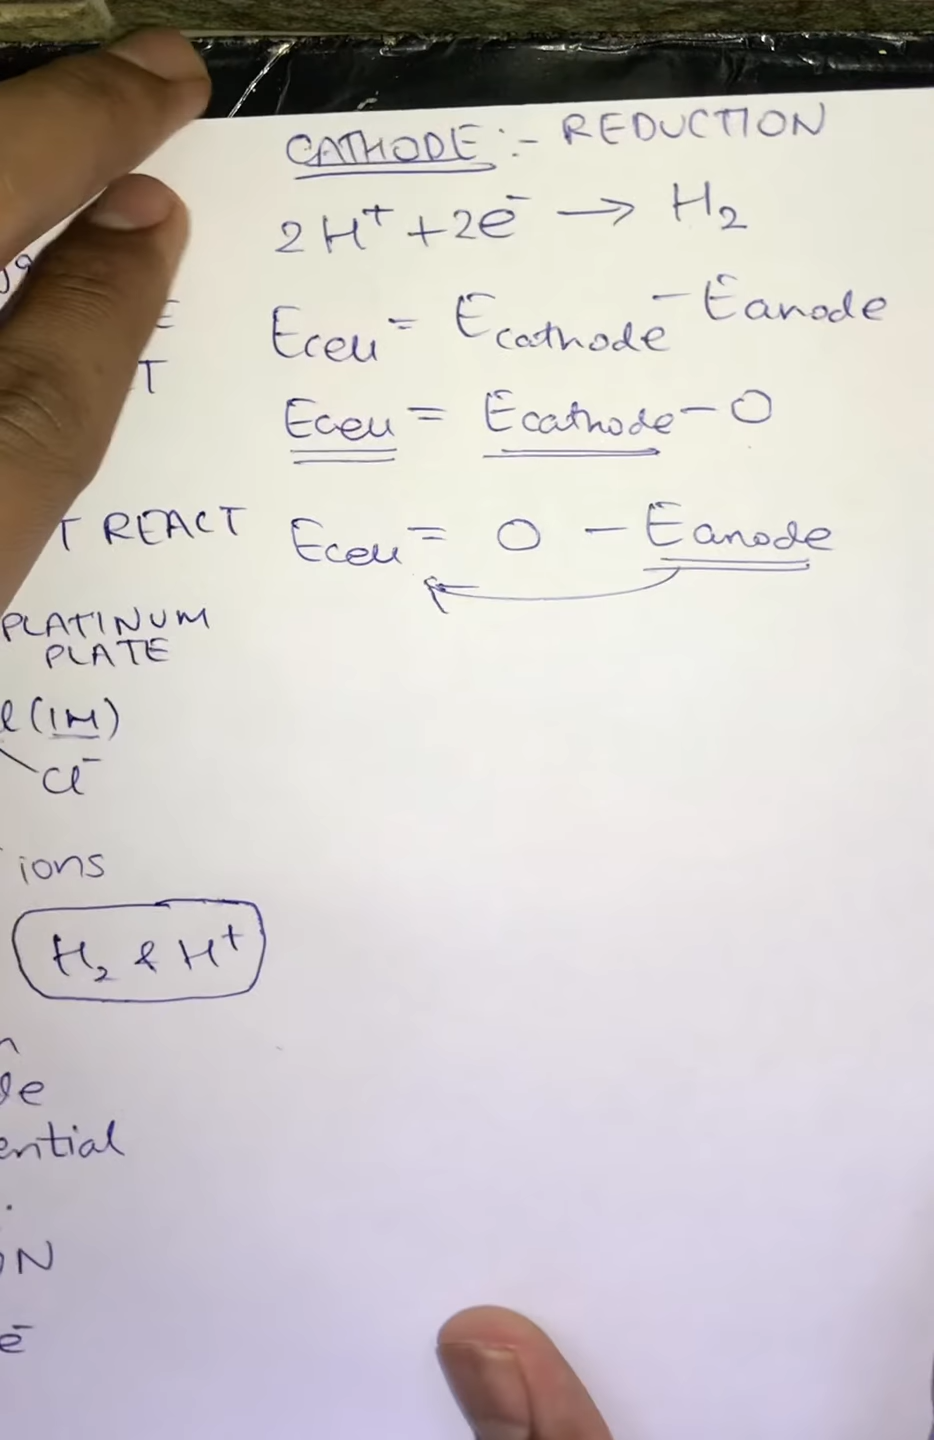 CATHODE :- REDUCTION
2H⁺ + 2e⁻ → H₂
Ecell = Ecathode - Eanode
Ecell = Ecathode - 0
Ecell = 0 - Eanode
T REACT
PLATINUM
PLATE
(1M)
Cl⁻
ions
H₂ & H⁺
ential
N
e⁻